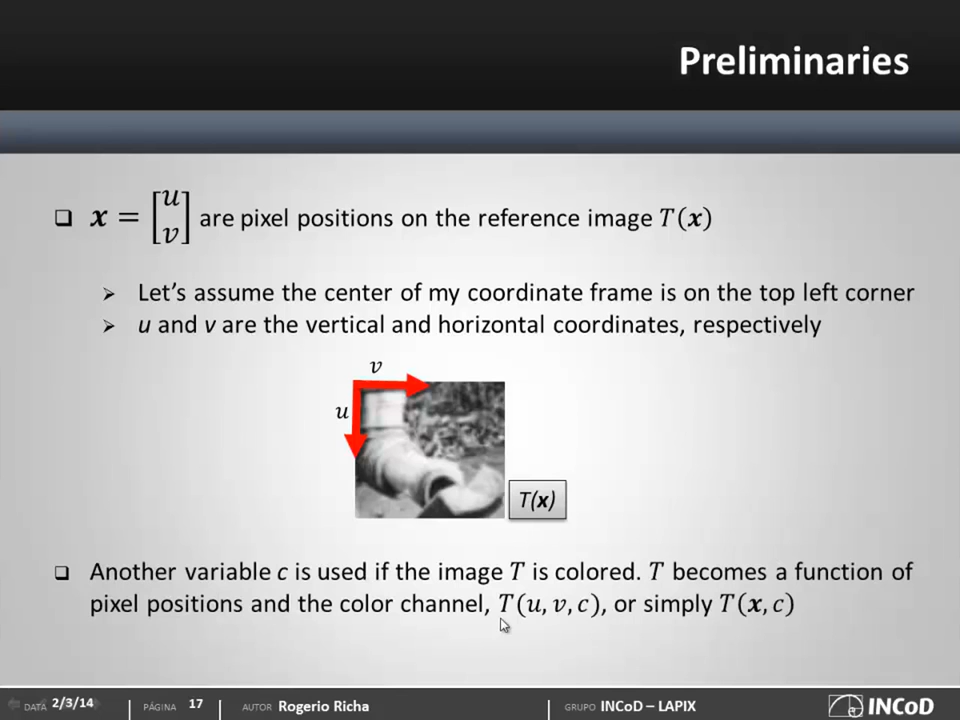 Preliminaries
❑ 𝒙 = [u v] are pixel positions on the reference image T(𝒙)
➢ Let's assume the center of my coordinate frame is on the top left corner
➢ u and v are the vertical and horizontal coordinates, respectively
v
u
T(x)
❑ Another variable c is used if the image T is colored. T becomes a function of
pixel positions and the color channel, T(u, v, c), or simply T(𝒙, c)
DATA 2/3/14 PÁGINA 17 AUTOR Rogerio Richa GRUPO INCoD – LAPIX INCoD